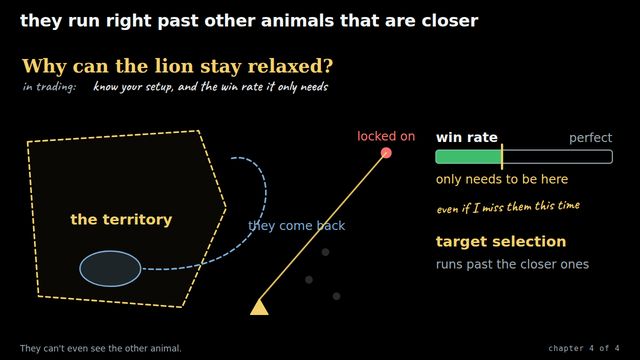 they run right past other animals that are closer
Why can the lion stay relaxed?
in trading: know your setup, and the win rate it only needs
locked on
win rate perfect
only needs to be here
even if I miss them this time
the territory
they come back
target selection
runs past the closer ones
They can't even see the other animal.
chapter 4 of 4